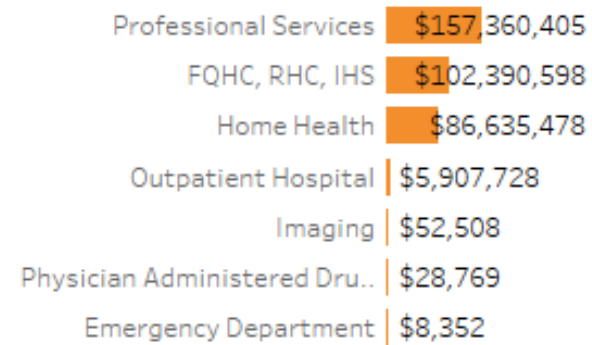 Professional Services $157,360,405
FQHC, RHC, IHS $102,390,598
Home Health $86,635,478
Outpatient Hospital $5,907,728
Imaging $52,508
Physician Administered Dru.. $28,769
Emergency Department $8,352